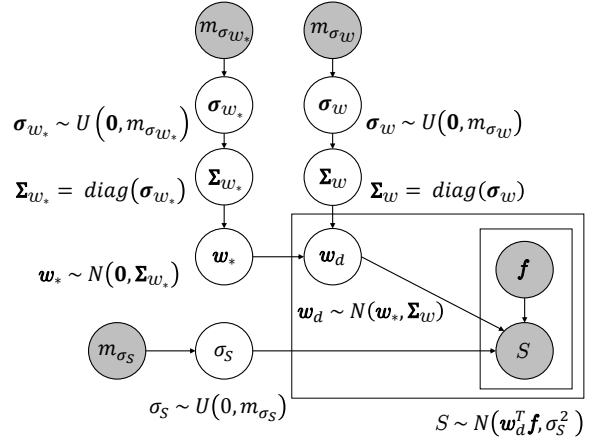 m_{σ_{w_*}} m_{σ_w}
𝛔_{w_*} 𝛔_w
𝛔_{w_*} ~ U(𝟎, m_{σ_{w_*}}) 𝛔_w ~ U(𝟎, m_{σ_w})
𝚺_{w_*} 𝚺_w
𝚺_{w_*} = diag(𝛔_{w_*}) 𝚺_w = diag(𝛔_w)
𝒘_* 𝒘_d 𝒇
𝒘_* ~ N(𝟎, 𝚺_{w_*})
𝒘_d ~ N(𝒘_*, 𝚺_w)
m_{σ_S} σ_S S
σ_S ~ U(0, m_{σ_S})
S ~ N(𝒘_d^T 𝒇, σ_S^2)